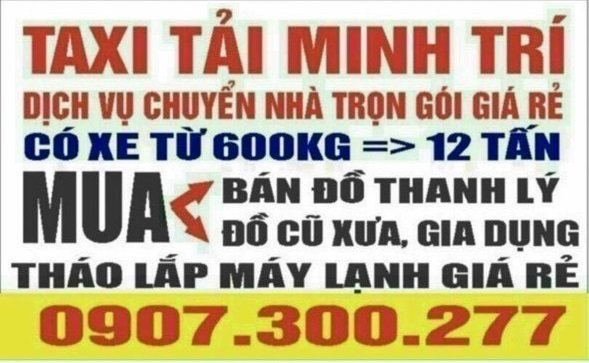 TAXI TẢI MINH TRÍ
DỊCH VỤ CHUYỂN NHÀ TRỌN GÓI GIÁ RẺ
CÓ XE TỪ 600KG => 12 TẤN
MUA BÁN ĐỒ THANH LÝ
ĐỒ CŨ XƯA, GIA DỤNG
THÁO LẮP MÁY LẠNH GIÁ RẺ
0907.300.277